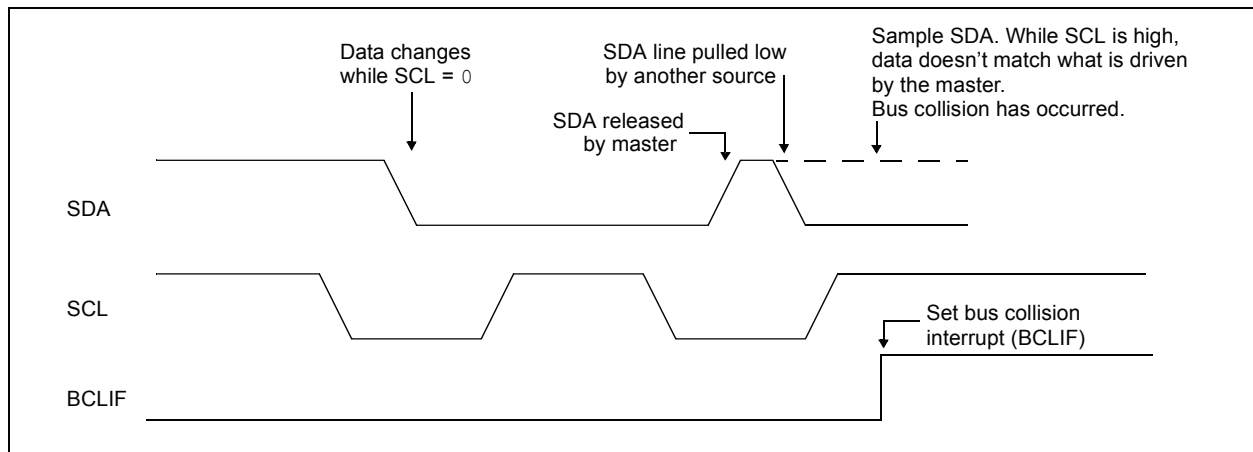 Data changes
while SCL = 0
SDA line pulled low
by another source
Sample SDA. While SCL is high,
data doesn’t match what is driven
by the master.
Bus collision has occurred.
SDA released
by master
SDA
SCL
Set bus collision
interrupt (BCLIF)
BCLIF